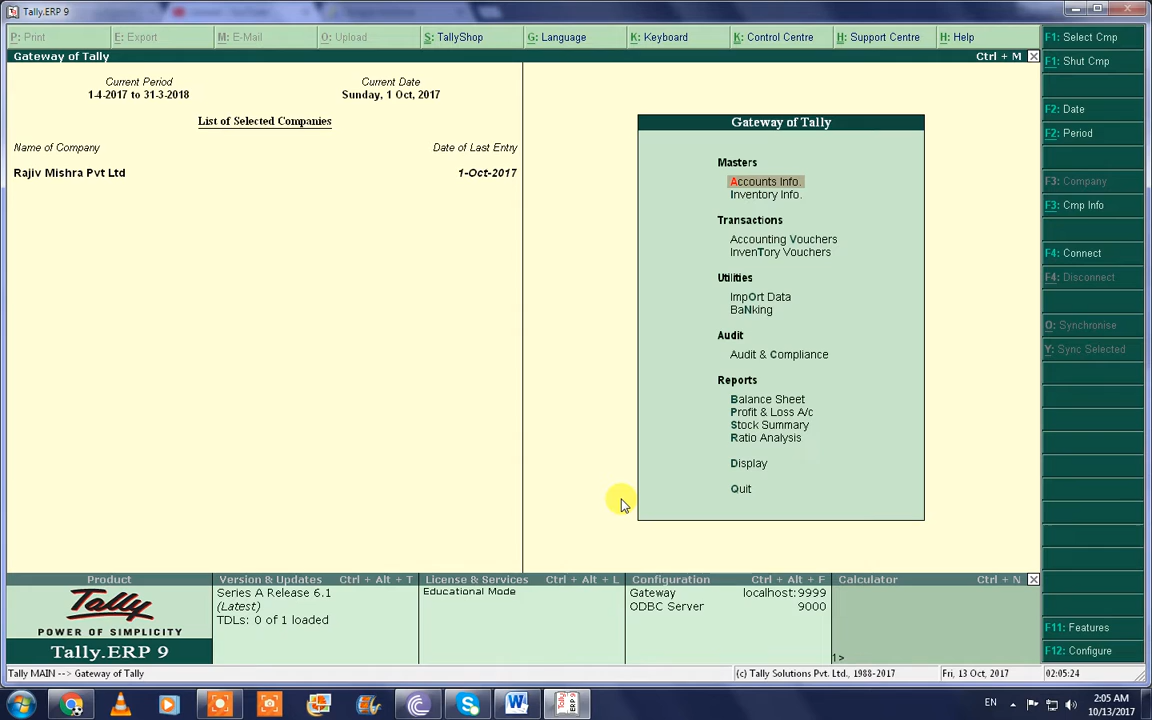 Tally.ERP 9
P: Print E: Export M: E-Mail O: Upload S: TallyShop G: Language K: Keyboard K: Control Centre H: Support Centre H: Help
F1: Select Cmp
Gateway of Tally Ctrl + M
F1: Shut Cmp
Current Period Current Date
1-4-2017 to 31-3-2018 Sunday, 1 Oct, 2017
List of Selected Companies
Name of Company Date of Last Entry
Rajiv Mishra Pvt Ltd 1-Oct-2017
Gateway of Tally
Masters
Accounts Info.
Inventory Info.
Transactions
Accounting Vouchers
InvenTory Vouchers
Utilities
ImpOrt Data
BaNking
Audit
Audit & Compliance
Reports
Balance Sheet
Profit & Loss A/c
Stock Summary
Ratio Analysis
Display
Quit
F2: Date
F2: Period
F3: Company
F3: Cmp Info
F4: Connect
F4: Disconnect
O: Synchronise
Y: Sync Selected
F11: Features
F12: Configure
Product
Tally
POWER OF SIMPLICITY
Tally.ERP 9
Version & Updates Ctrl + Alt + T
Series A Release 6.1
(Latest)
TDLs: 0 of 1 loaded
License & Services Ctrl + Alt + L
Educational Mode
Configuration Ctrl + Alt + F
Gateway localhost:9999
ODBC Server 9000
Calculator Ctrl + N
1>
Tally MAIN --> Gateway of Tally (c) Tally Solutions Pvt. Ltd., 1988-2017 Fri, 13 Oct, 2017 02:05:24
EN 2:05 AM
10/13/2017